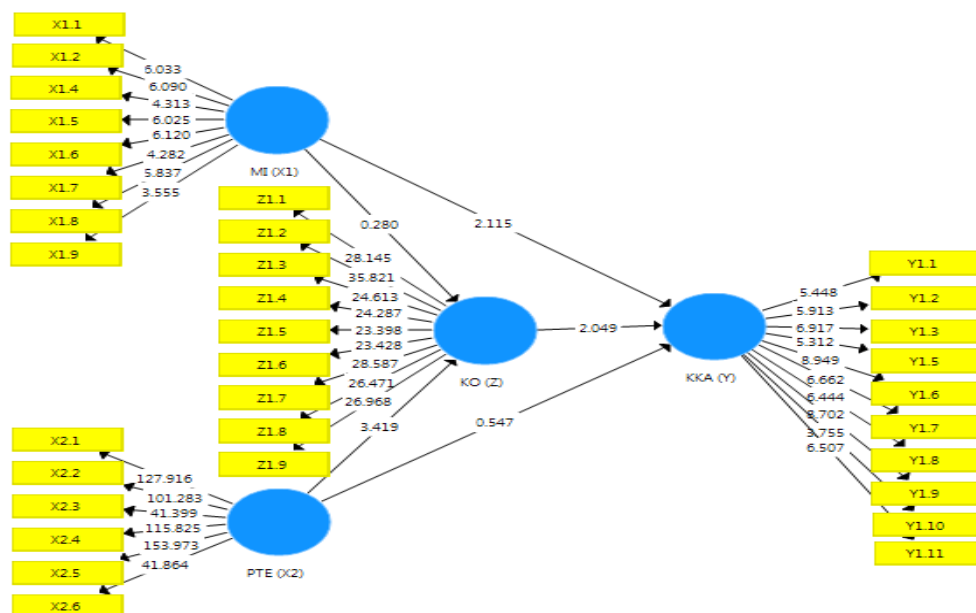 X1.1
X1.2
X1.4
X1.5
X1.6
X1.7
X1.8
X1.9
6.033
6.090
4.313
6.025
6.120
4.282
5.837
3.555
MI (X1)
Z1.1
Z1.2
Z1.3
Z1.4
Z1.5
Z1.6
Z1.7
Z1.8
Z1.9
28.145
35.821
24.613
24.287
23.398
23.428
28.587
26.471
26.968
0.280
2.115
KO (Z)
2.049
3.419
0.547
KKA (Y)
5.448
5.913
6.917
5.312
8.949
6.662
6.444
3.755
6.507
Y1.1
Y1.2
Y1.3
Y1.5
Y1.6
Y1.7
Y1.8
Y1.9
Y1.10
Y1.11
X2.1
X2.2
X2.3
X2.4
X2.5
X2.6
127.916
101.283
41.399
115.825
153.973
41.864
PTE (X2)